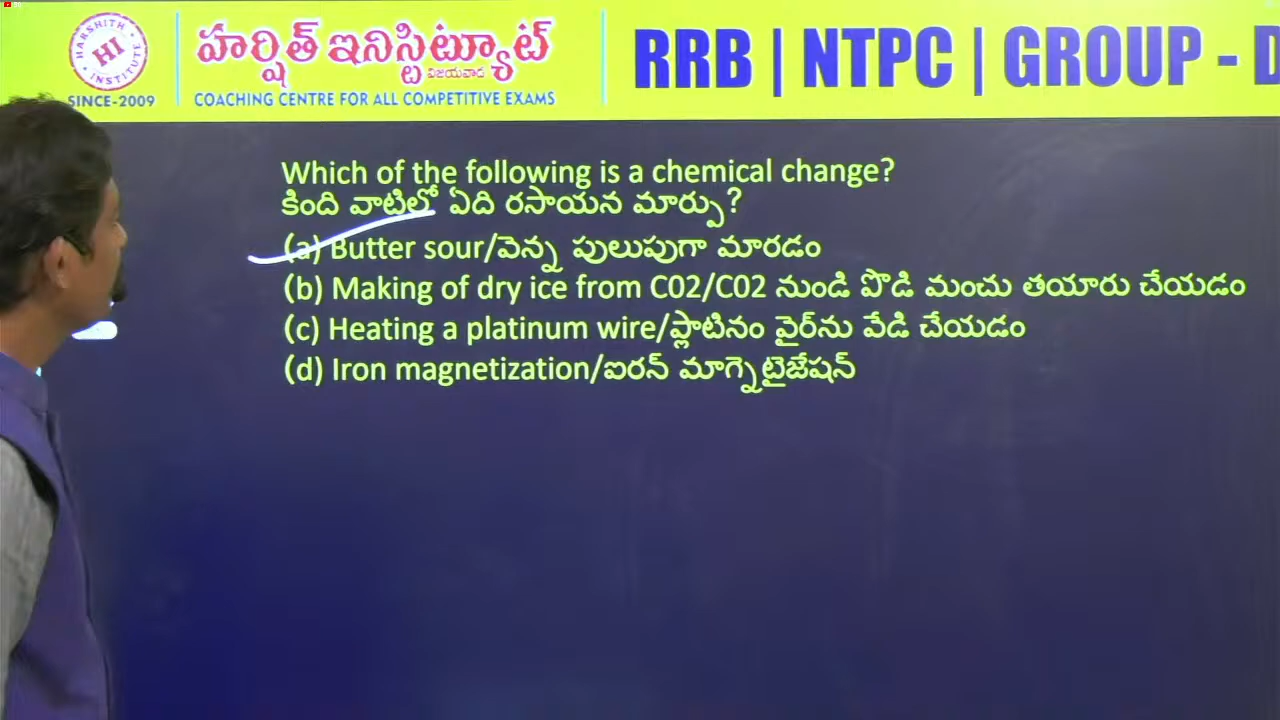 HARSHITH
HI
INSTITUTE
SINCE-2009
హర్షిత్ ఇనిస్టిట్యూట్
విజయవాడ
COACHING CENTRE FOR ALL COMPETITIVE EXAMS
RRB | NTPC | GROUP - D
Which of the following is a chemical change?
కింది వాటిలో ఏది రసాయన మార్పు?
(a) Butter sour/వెన్న పులుపుగా మారడం
(b) Making of dry ice from C02/C02 నుండి పొడి మంచు తయారు చేయడం
(c) Heating a platinum wire/ప్లాటినం వైర్‌ను వేడి చేయడం
(d) Iron magnetization/ఐరన్ మాగ్నెటైజేషన్